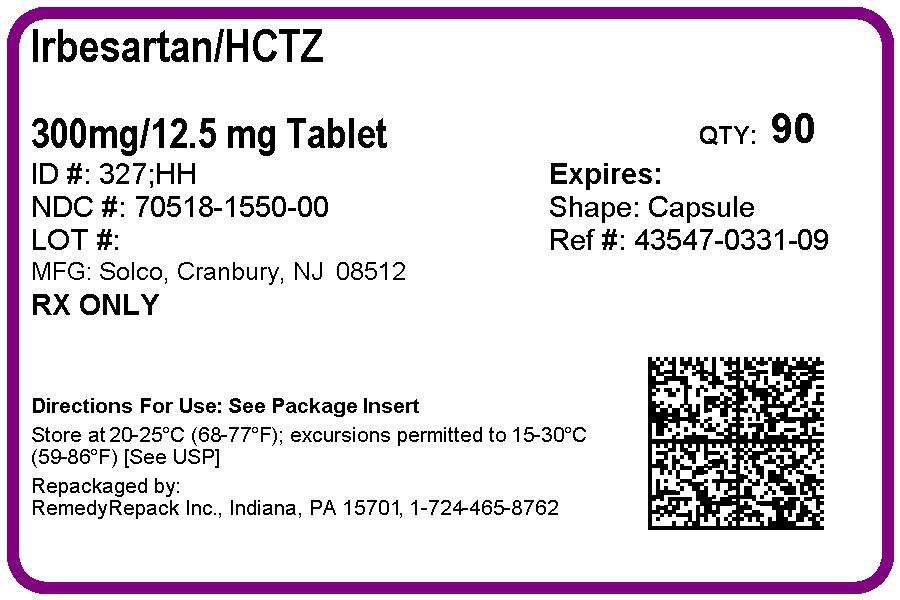 Irbesartan/HCTZ
300mg/12.5 mg Tablet
QTY: 90
ID #: 327;HH
NDC #: 70518-1550-00
LOT #:
MFG: Solco, Cranbury, NJ 08512
RX ONLY
Expires:
Shape: Capsule
Ref #: 43547-0331-09
Directions For Use: See Package Insert
Store at 20-25°C (68-77°F); excursions permitted to 15-30°C
(59-86°F) [See USP]
Repackaged by:
RemedyRepack Inc., Indiana, PA 15701, 1-724-465-8762